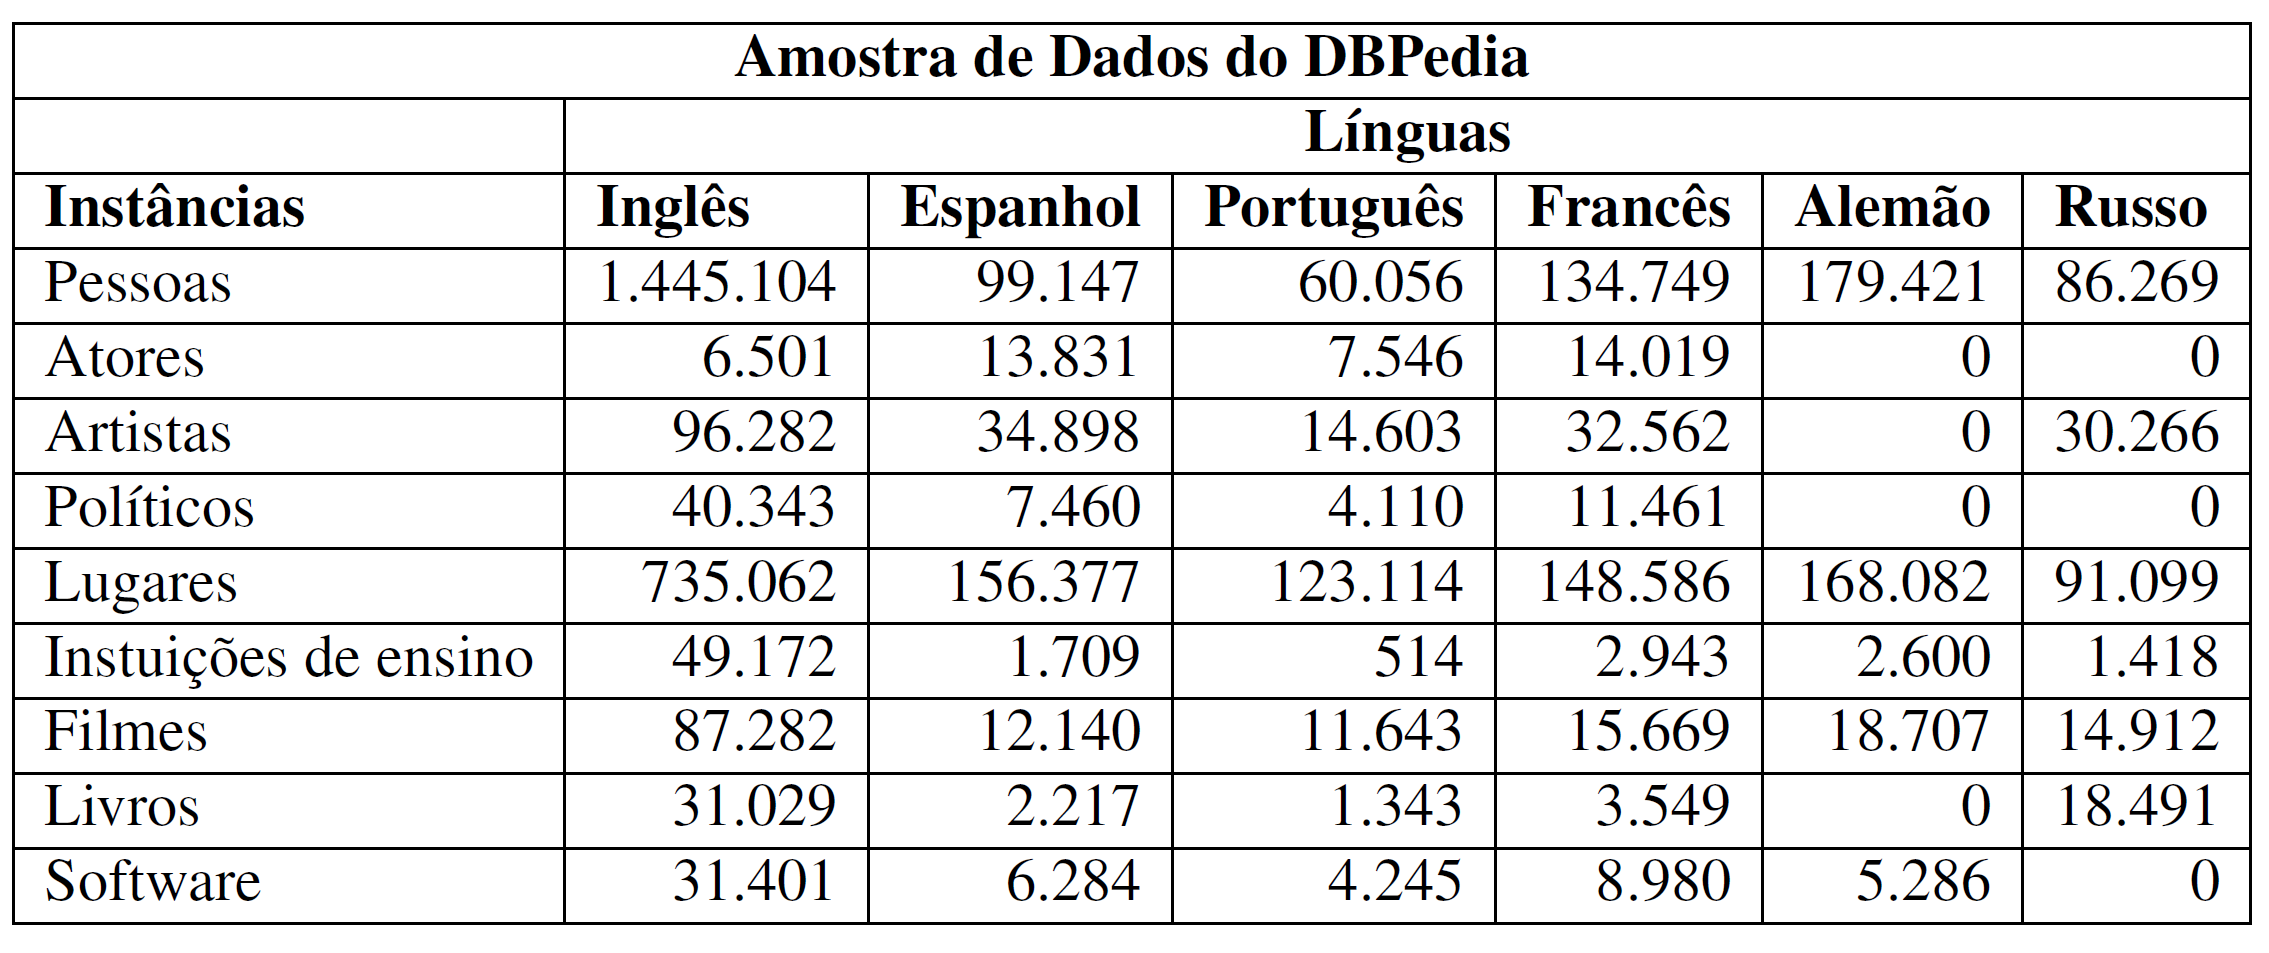 Amostra de Dados do DBPedia
Línguas
Instâncias Inglês Espanhol Português Francês Alemão Russo
Pessoas 1.445.104 99.147 60.056 134.749 179.421 86.269
Atores 6.501 13.831 7.546 14.019 0 0
Artistas 96.282 34.898 14.603 32.562 0 30.266
Políticos 40.343 7.460 4.110 11.461 0 0
Lugares 735.062 156.377 123.114 148.586 168.082 91.099
Instuições de ensino 49.172 1.709 514 2.943 2.600 1.418
Filmes 87.282 12.140 11.643 15.669 18.707 14.912
Livros 31.029 2.217 1.343 3.549 0 18.491
Software 31.401 6.284 4.245 8.980 5.286 0